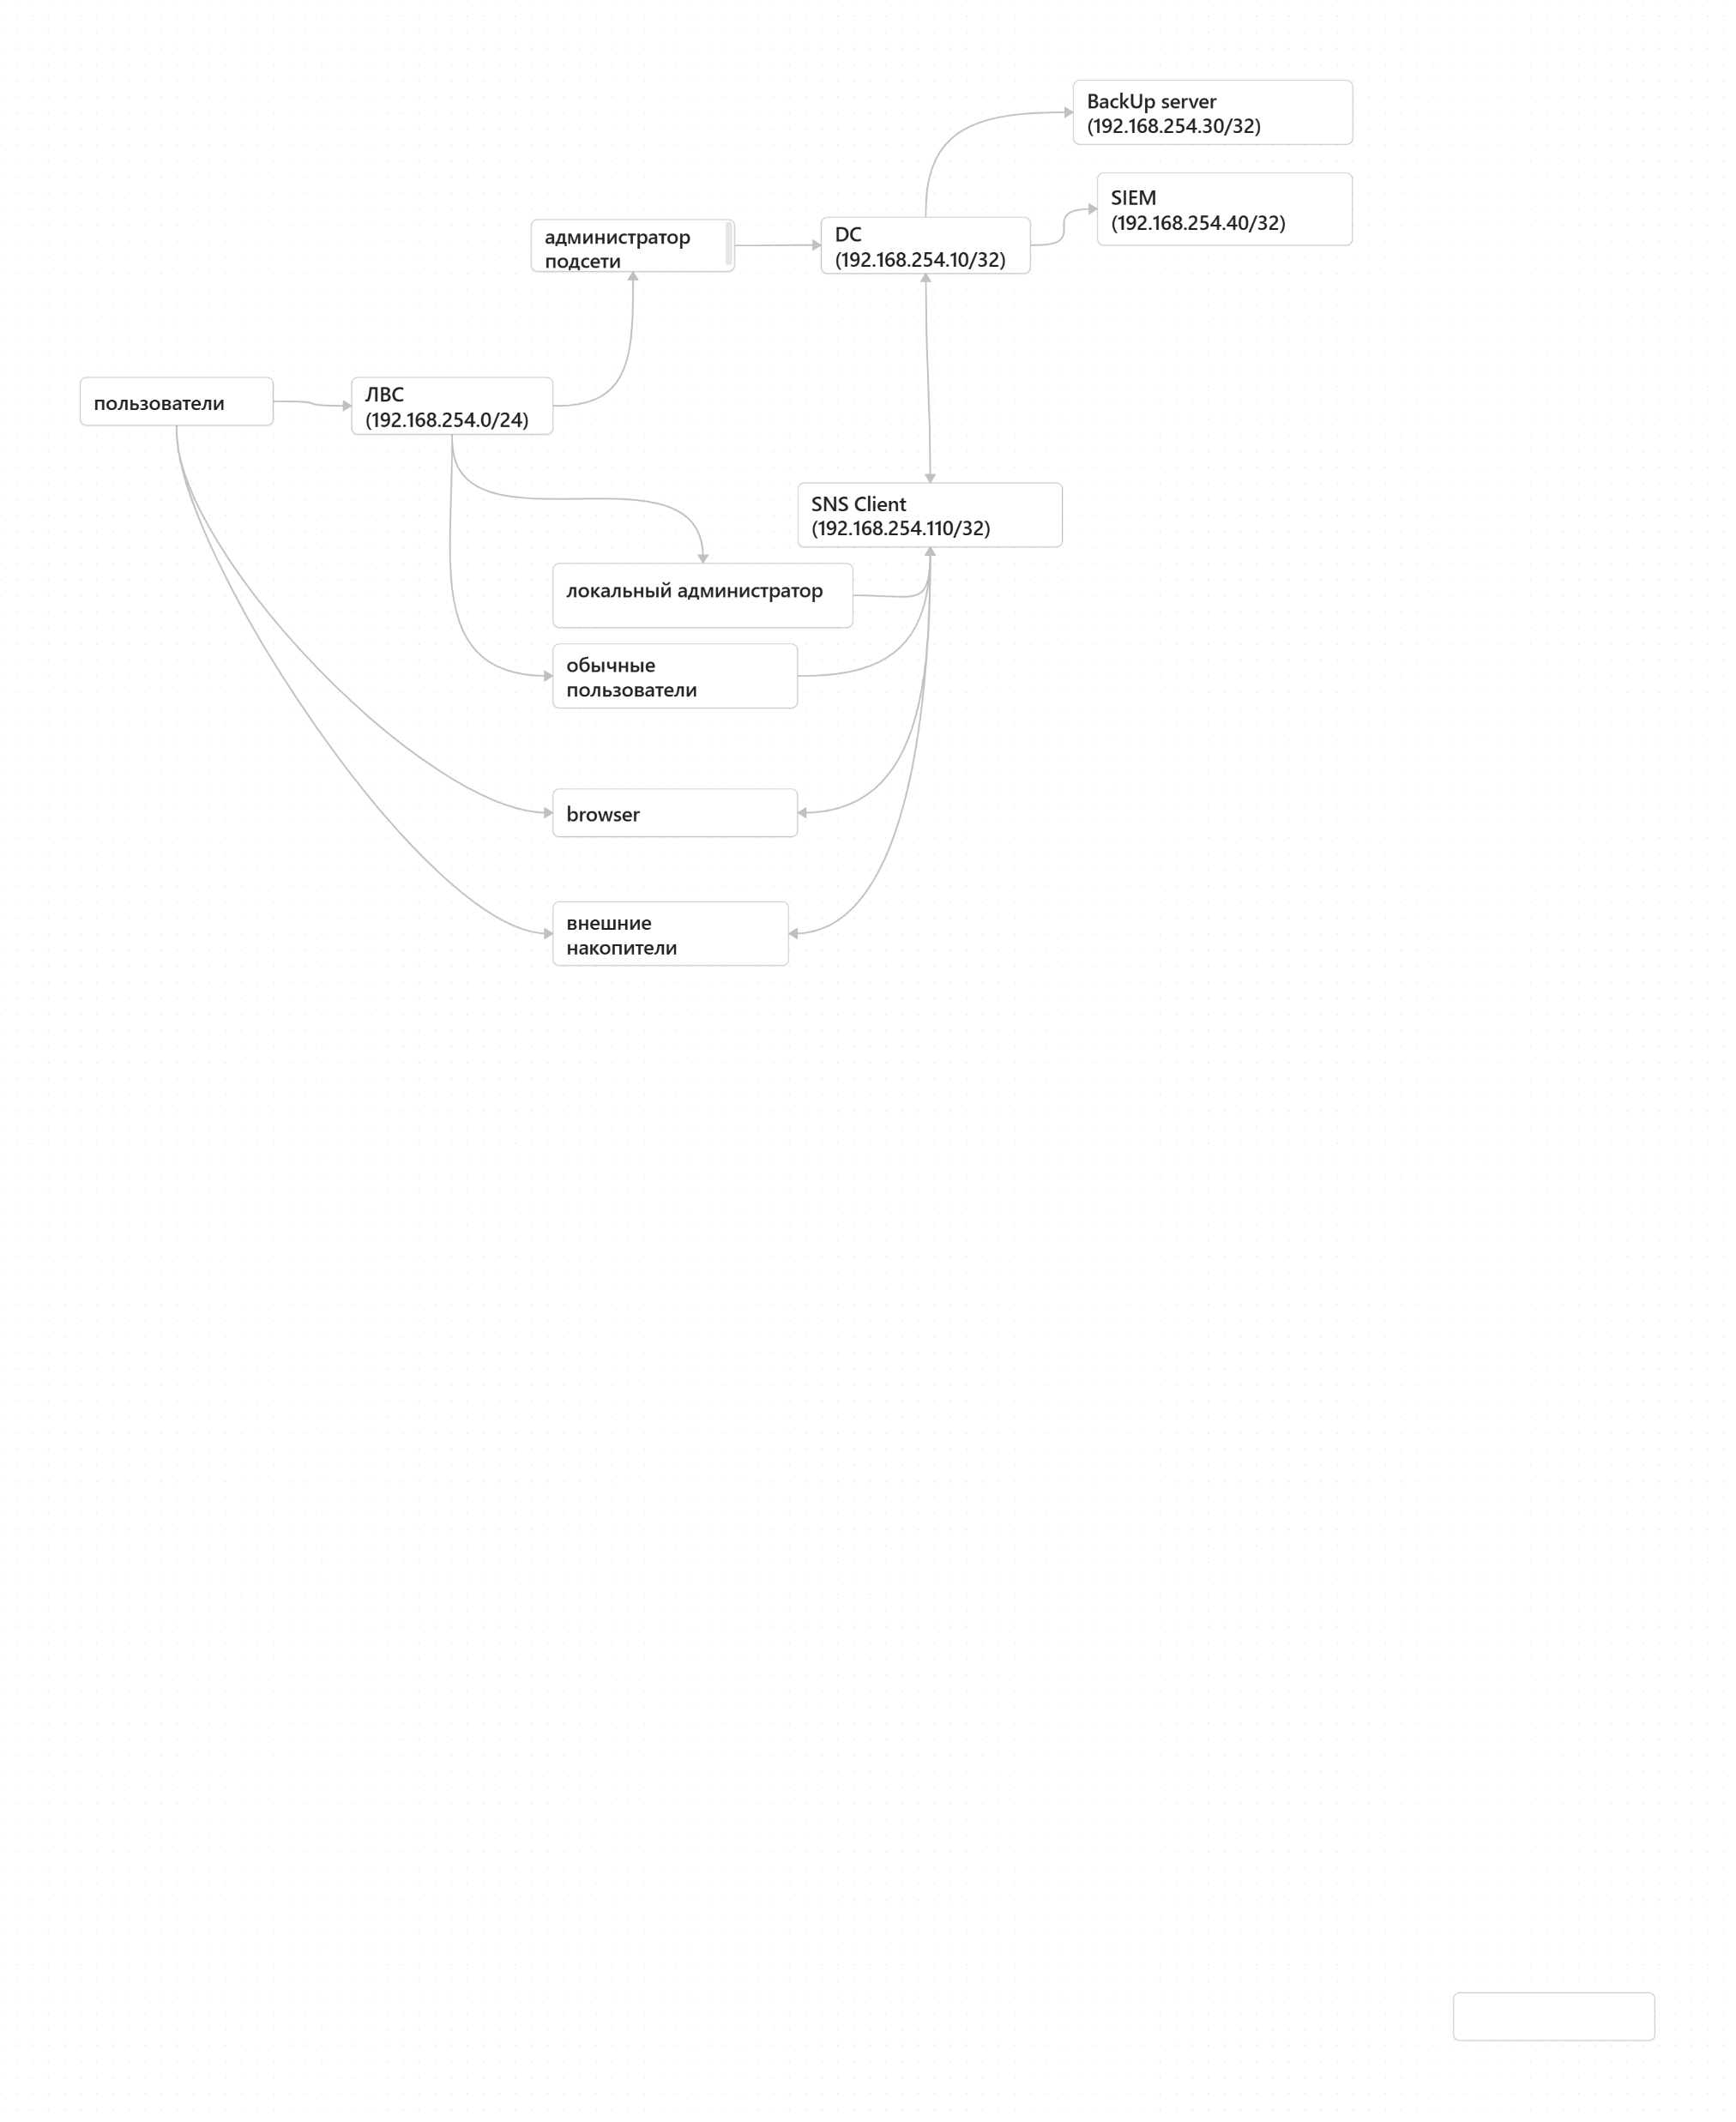 BackUp server
(192.168.254.30/32)
SIEM
(192.168.254.40/32)
администратор
подсети
DC
(192.168.254.10/32)
пользователи
ЛВС
(192.168.254.0/24)
SNS Client
(192.168.254.110/32)
локальный администратор
обычные
пользователи
browser
внешние
накопители